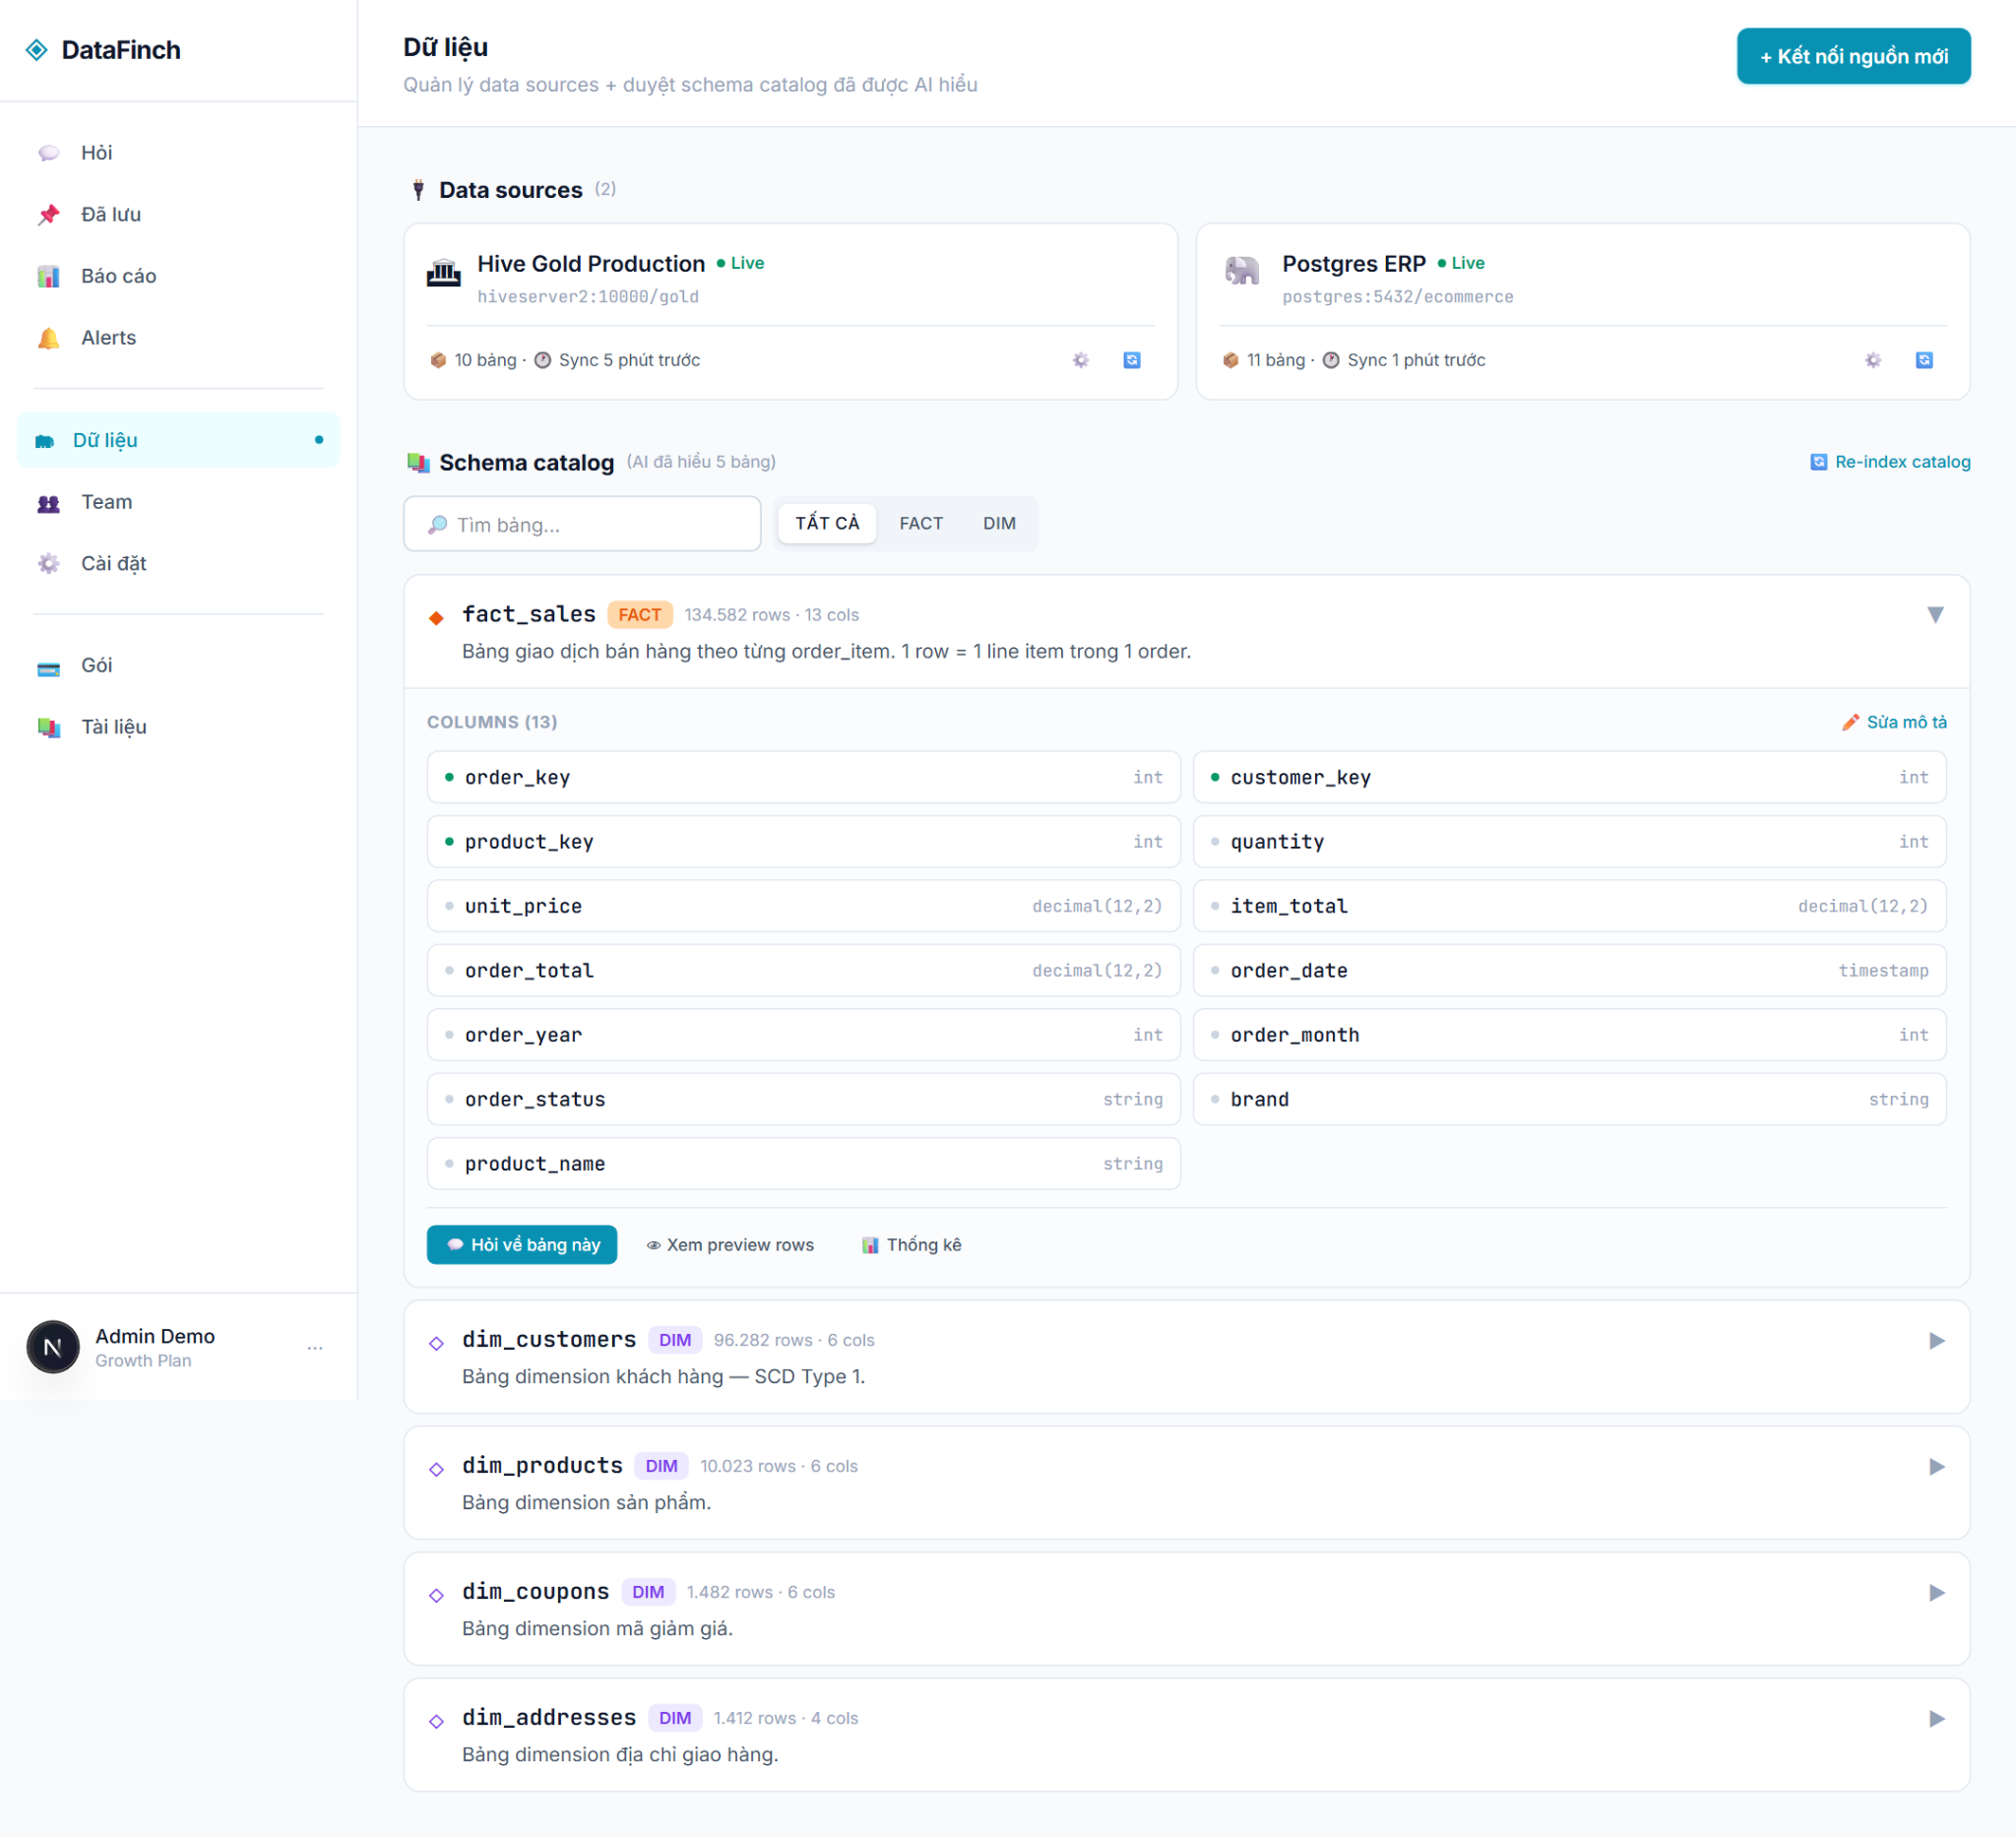 DataFinch
Hỏi
Đã lưu
Báo cáo
Alerts
Dữ liệu
Team
Cài đặt
Gói
Tài liệu
N
Admin Demo
Growth Plan
...
Dữ liệu
Quản lý data sources + duyệt schema catalog đã được AI hiểu
+ Kết nối nguồn mới
Data sources (2)
Hive Gold Production Live
hiveserver2:10000/gold
10 bảng · Sync 5 phút trước
Postgres ERP Live
postgres:5432/ecommerce
11 bảng · Sync 1 phút trước
Schema catalog (AI đã hiểu 5 bảng)
Re-index catalog
Tìm bảng...
TẤT CẢ FACT DIM
fact_sales FACT 134.582 rows · 13 cols
Bảng giao dịch bán hàng theo từng order_item. 1 row = 1 line item trong 1 order.
COLUMNS (13)
Sửa mô tả
order_key int
customer_key int
product_key int
quantity int
unit_price decimal(12,2)
item_total decimal(12,2)
order_total decimal(12,2)
order_date timestamp
order_year int
order_month int
order_status string
brand string
product_name string
Hỏi về bảng này
Xem preview rows
Thống kê
dim_customers DIM 96.282 rows · 6 cols
Bảng dimension khách hàng — SCD Type 1.
dim_products DIM 10.023 rows · 6 cols
Bảng dimension sản phẩm.
dim_coupons DIM 1.482 rows · 6 cols
Bảng dimension mã giảm giá.
dim_addresses DIM 1.412 rows · 4 cols
Bảng dimension địa chỉ giao hàng.